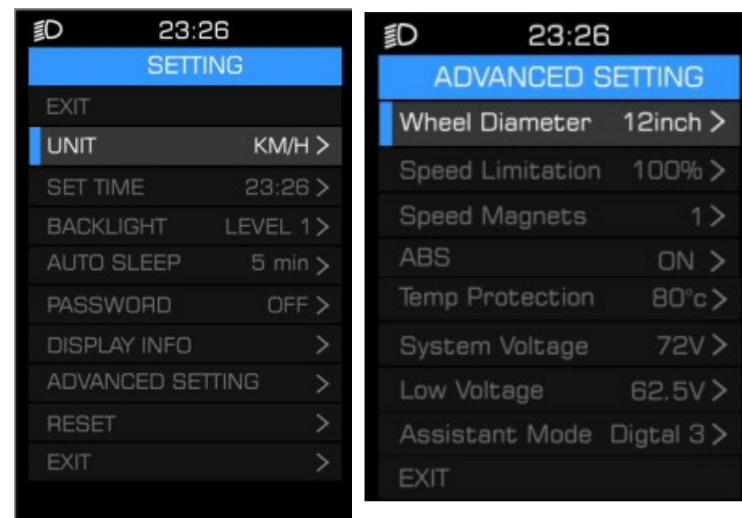 23:26
SETTING
EXIT
UNIT KM/H >
SET TIME 23:26 >
BACKLIGHT LEVEL 1 >
AUTO SLEEP 5 min >
PASSWORD OFF >
DISPLAY INFO >
ADVANCED SETTING >
RESET >
EXIT >
23:26
ADVANCED SETTING
Wheel Diameter 12inch >
Speed Limitation 100% >
Speed Magnets 1 >
ABS ON >
Temp Protection 80°c >
System Voltage 72V >
Low Voltage 62.5V >
Assistant Mode Digtal 3 >
EXIT